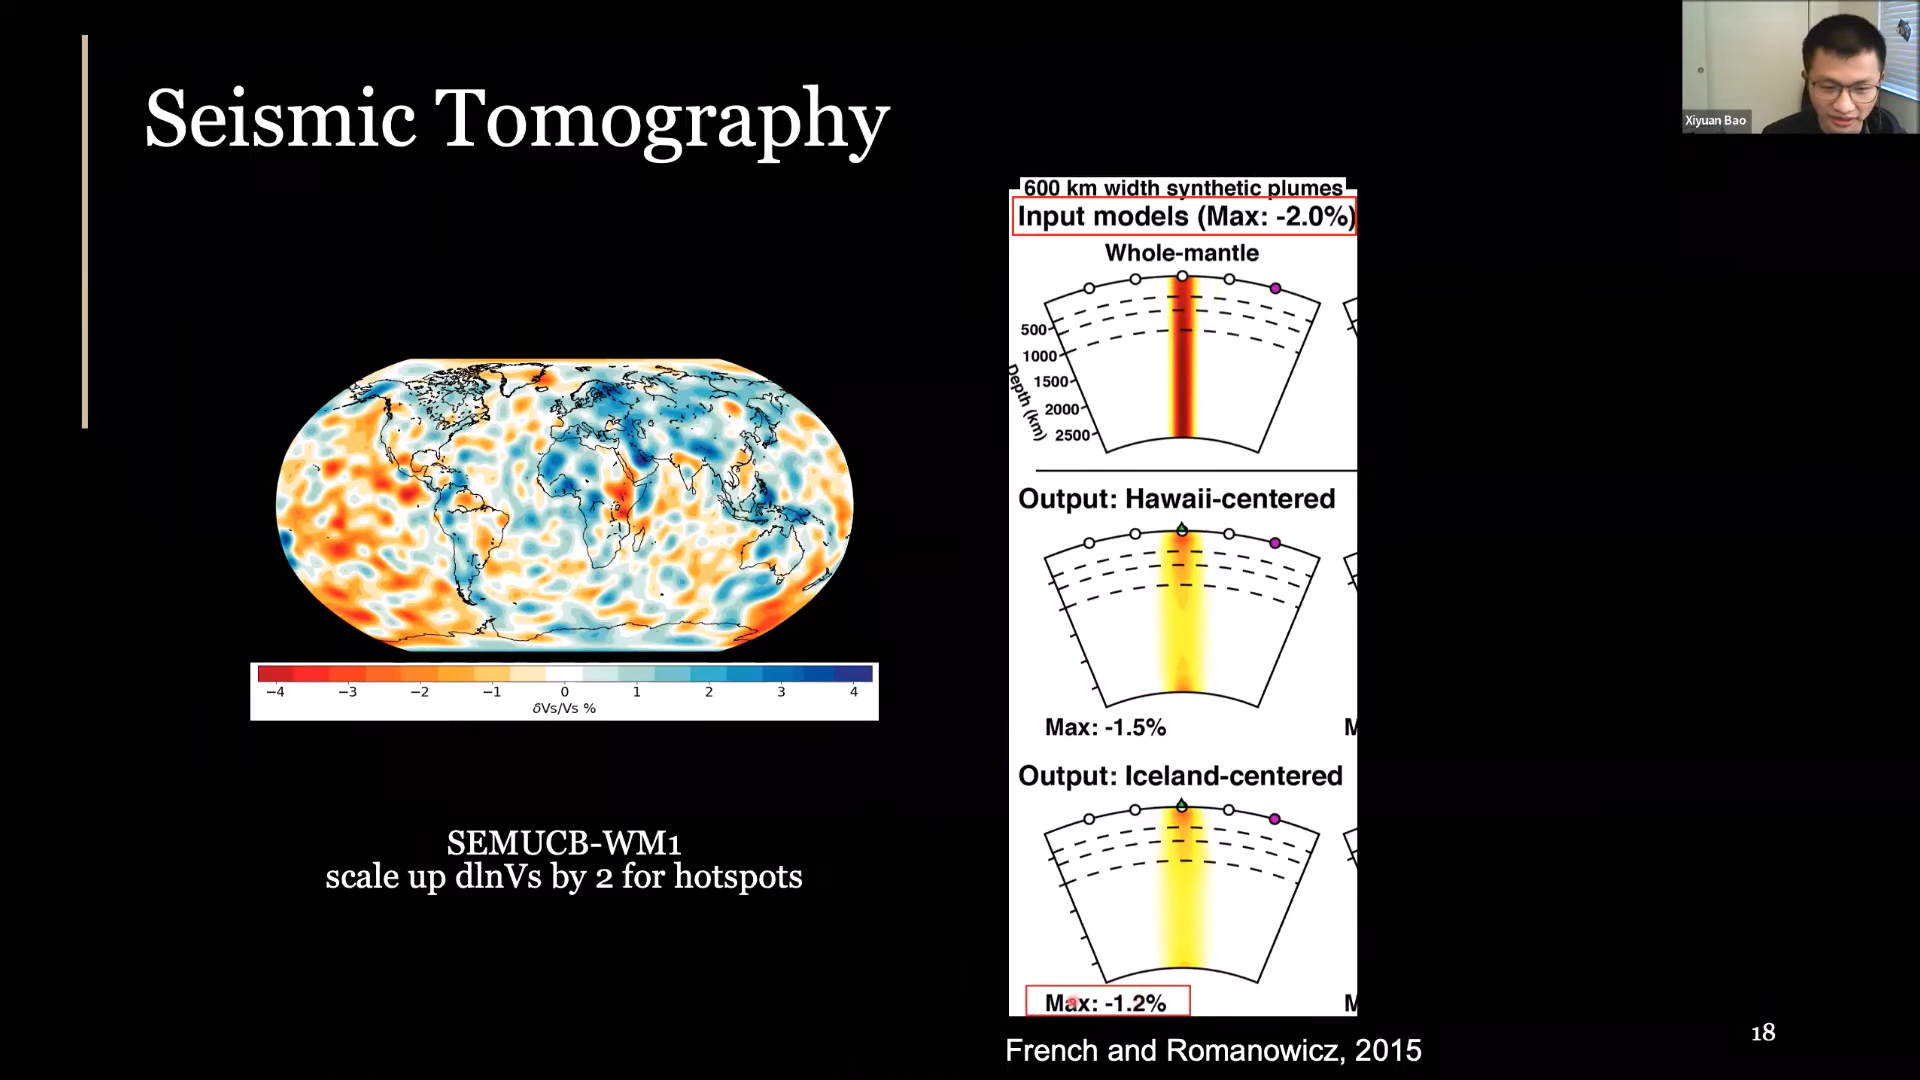 Seismic Tomography
Xiyuan Bao
600 km width synthetic plumes
Input models (Max: -2.0%)
Whole-mantle
500
1000
1500
2000
2500
Depth (km)
Output: Hawaii-centered
Max: -1.5%
M
Output: Iceland-centered
Max: -1.2%
M
−4 −3 −2 −1 0 1 2 3 4
δVs/Vs %
SEMUCB-WM1
scale up dlnVs by 2 for hotspots
French and Romanowicz, 2015
18